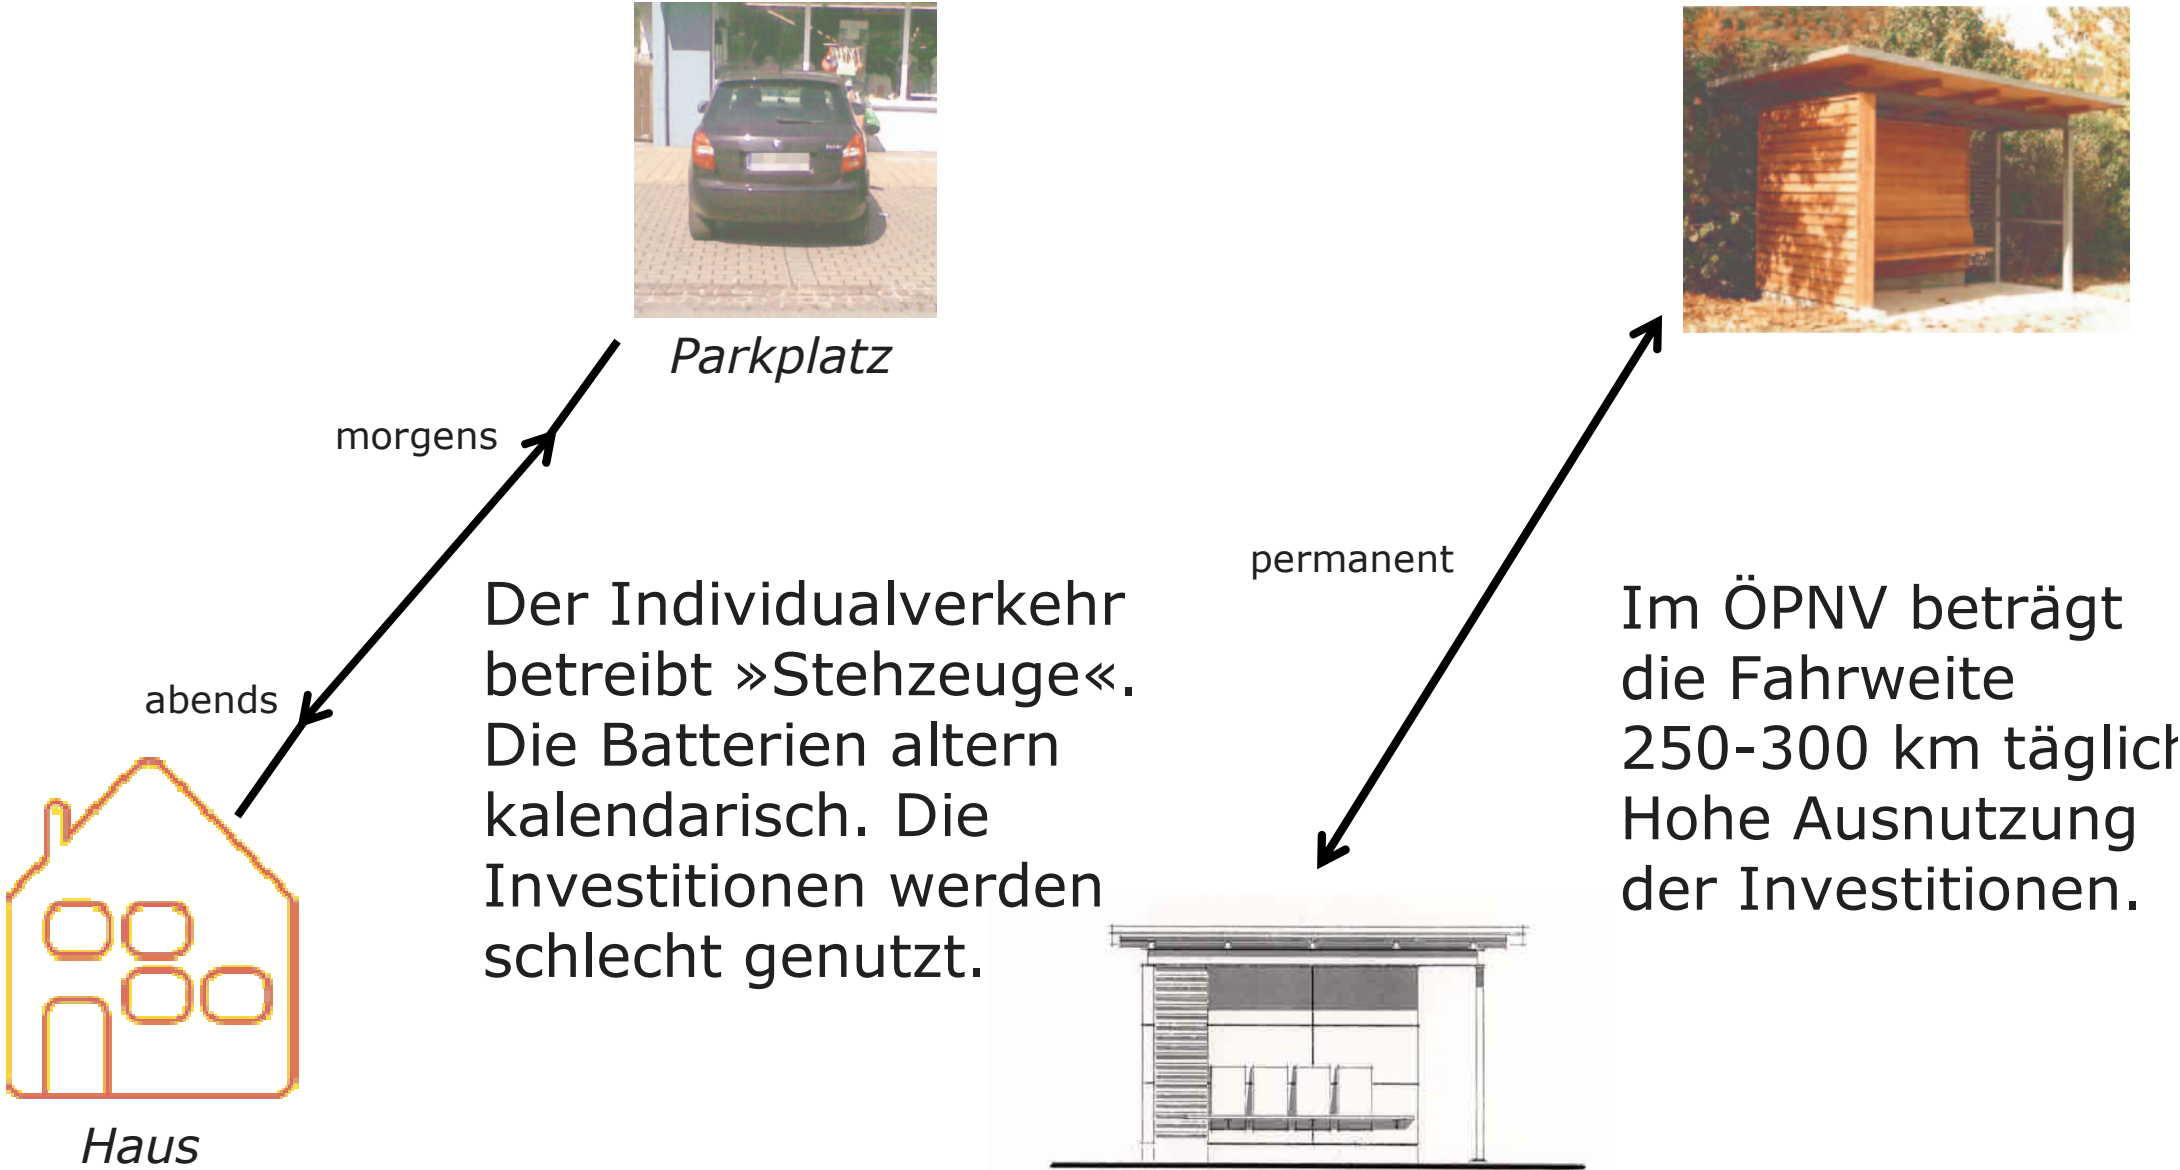 Parkplatz
morgens
abends
Haus
Der Individualverkehr
betreibt »Stehzeuge«.
Die Batterien altern
kalendarisch. Die
Investitionen werden
schlecht genutzt.
permanent
Im ÖPNV beträgt
die Fahrweite
250-300 km täglich
Hohe Ausnutzung
der Investitionen.